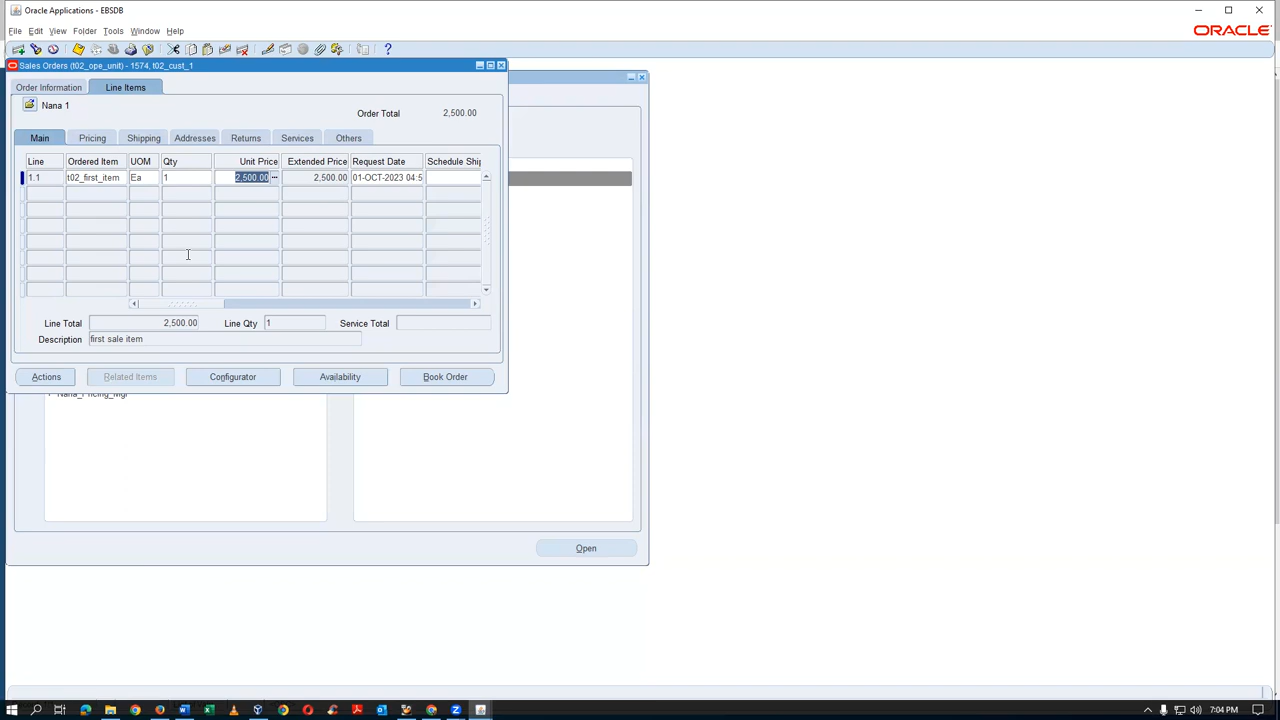 Oracle Applications - EBSDB
File Edit View Folder Tools Window Help
ORACLE
Sales Orders (t02_ope_unit) - 1574, t02_cust_1
Order Information Line Items
Nana 1
Order Total 2,500.00
Main Pricing Shipping Addresses Returns Services Others
Line Ordered Item UOM Qty Unit Price Extended Price Request Date Schedule Ship
1.1 t02_first_item Ea 1 2,500.00 2,500.00 01-OCT-2023 04:5
Line Total 2,500.00 Line Qty 1 Service Total
Description first sale item
Actions Related Items Configurator Availability Book Order
Open
7:04 PM